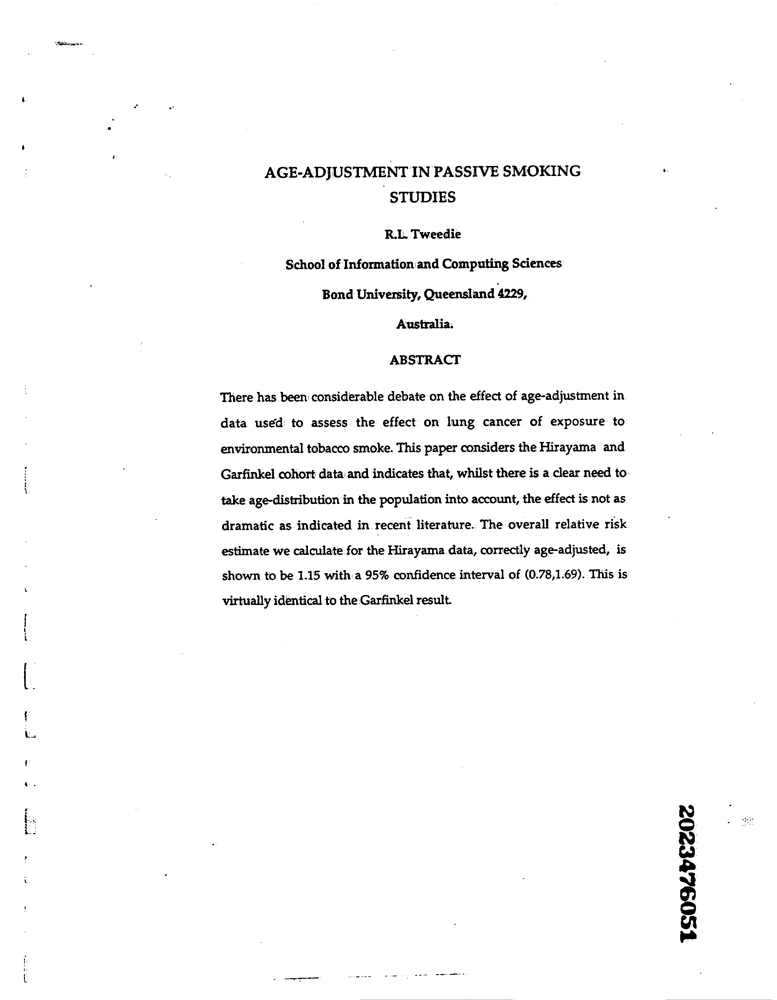 AGE-ADJUSTMENT IN PASSIVE SMOKING
STUDIES
R.L. Tweedie
School of Information and Computing Sciences
Bond University, Queensland 4229,
Australia.
ABSTRACT
There has been considerable debate on the effect of age-adjustment in
data used to assess the effect on lung cancer of exposure to
environmental tobacco smoke. This paper considers the Hirayama and
Garfinkel cohort data and indicates that, whilst there is a clear need to
take age-distribution in the population into account, the effect is not as
dramatic as indicated in recent literature. The overall relative risk
estimate we calculate for the Hirayama data, correctly age-adjusted, is
shown to be 1.15 with a 95% confidence interval of (0.78,1.69). This is
virtually identical to the Garfinkel result.
2023476051